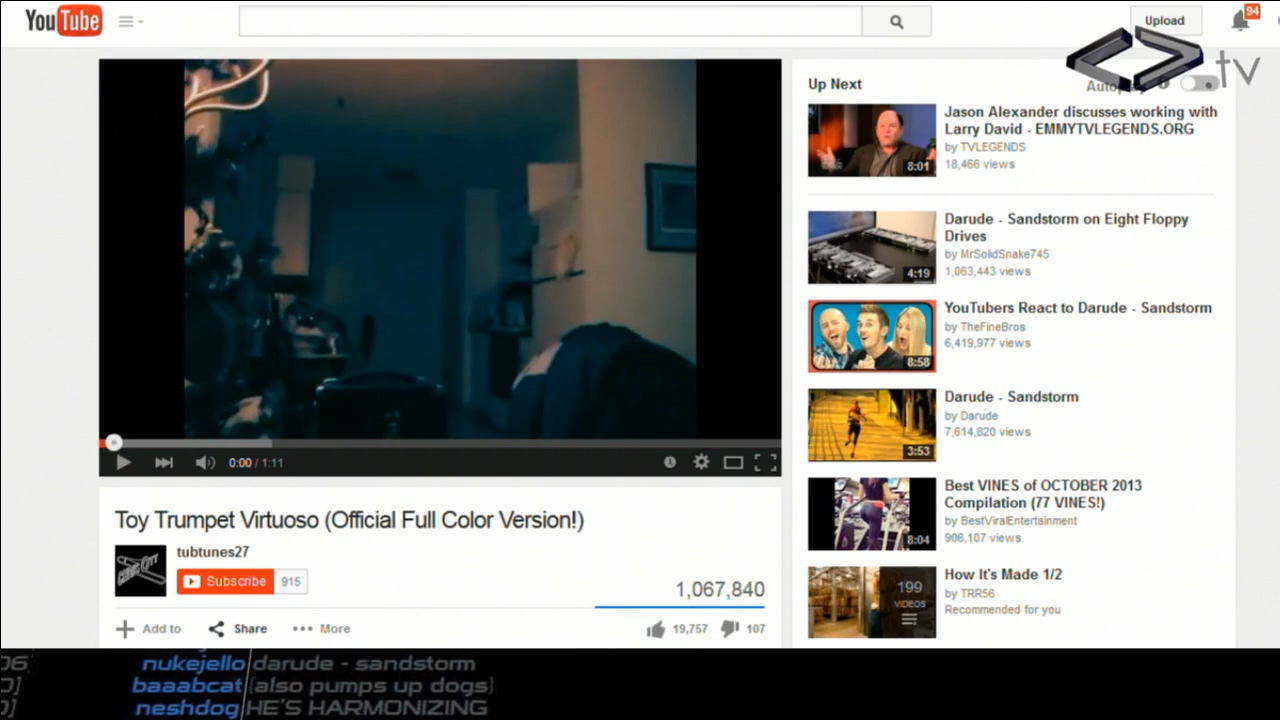 YouTube
Upload
94
tv
Up Next
Jason Alexander discusses working with
Larry David - EMMYTVLEGENDS.ORG
by TVLEGENDS
18,466 views
8:01
Darude - Sandstorm on Eight Floppy
Drives
by MrSolidSnake745
1,063,443 views
4:19
YouTubers React to Darude - Sandstorm
by TheFineBros
6,419,977 views
8:58
Darude - Sandstorm
by Darude
7,614,820 views
3:53
Best VINES of OCTOBER 2013
Compilation (77 VINES!)
by BestViralEntertainment
906,107 views
8:04
How It's Made 1/2
by TRR56
Recommended for you
199
VIDEOS
0:00 / 1:11
Toy Trumpet Virtuoso (Official Full Color Version!)
tubtunes27
Subscribe 915
1,067,840
Add to Share More 19,757 107
nukejello darude - sandstorm
baaabcat [also pumps up dogs]
neshdog HE'S HARMONIZING